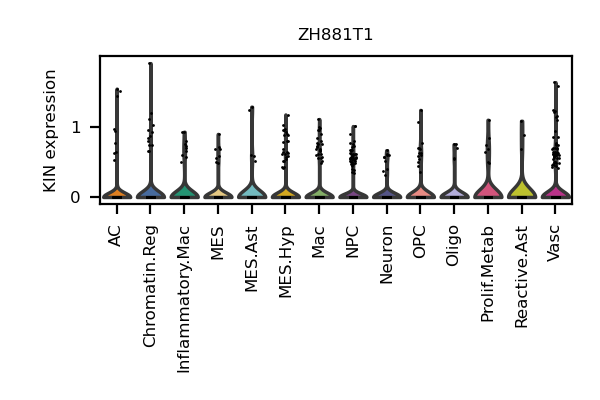 ZH881T1
KIN expression
1
0
AC
Chromatin.Reg
Inflammatory.Mac
MES
MES.Ast
MES.Hyp
Mac
NPC
Neuron
OPC
Oligo
Prolif.Metab
Reactive.Ast
Vasc